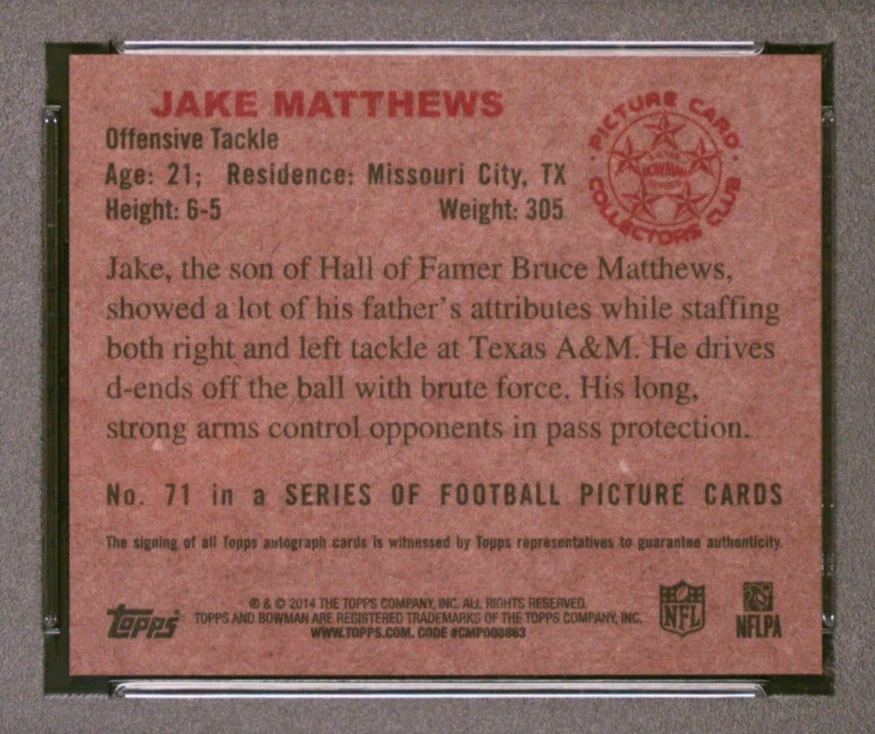 JAKE MATTHEWS
Offensive Tackle
Age: 21; Residence: Missouri City, TX
Height: 6-5 Weight: 305
PICTURE CARD
BOWMAN
COLLECTORS CLUB
Jake, the son of Hall of Famer Bruce Matthews,
showed a lot of his father's attributes while staffing
both right and left tackle at Texas A&M. He drives
d-ends off the ball with brute force. His long,
strong arms control opponents in pass protection.
No. 71 in a SERIES OF FOOTBALL PICTURE CARDS
The signing of all Topps autograph cards is witnessed by Topps representatives to guarantee authenticity.
Topps
® & © 2014 THE TOPPS COMPANY, INC. ALL RIGHTS RESERVED.
TOPPS AND BOWMAN ARE REGISTERED TRADEMARKS OF THE TOPPS COMPANY, INC.
WWW.TOPPS.COM. CODE #CMP003863
NFL
NFLPA